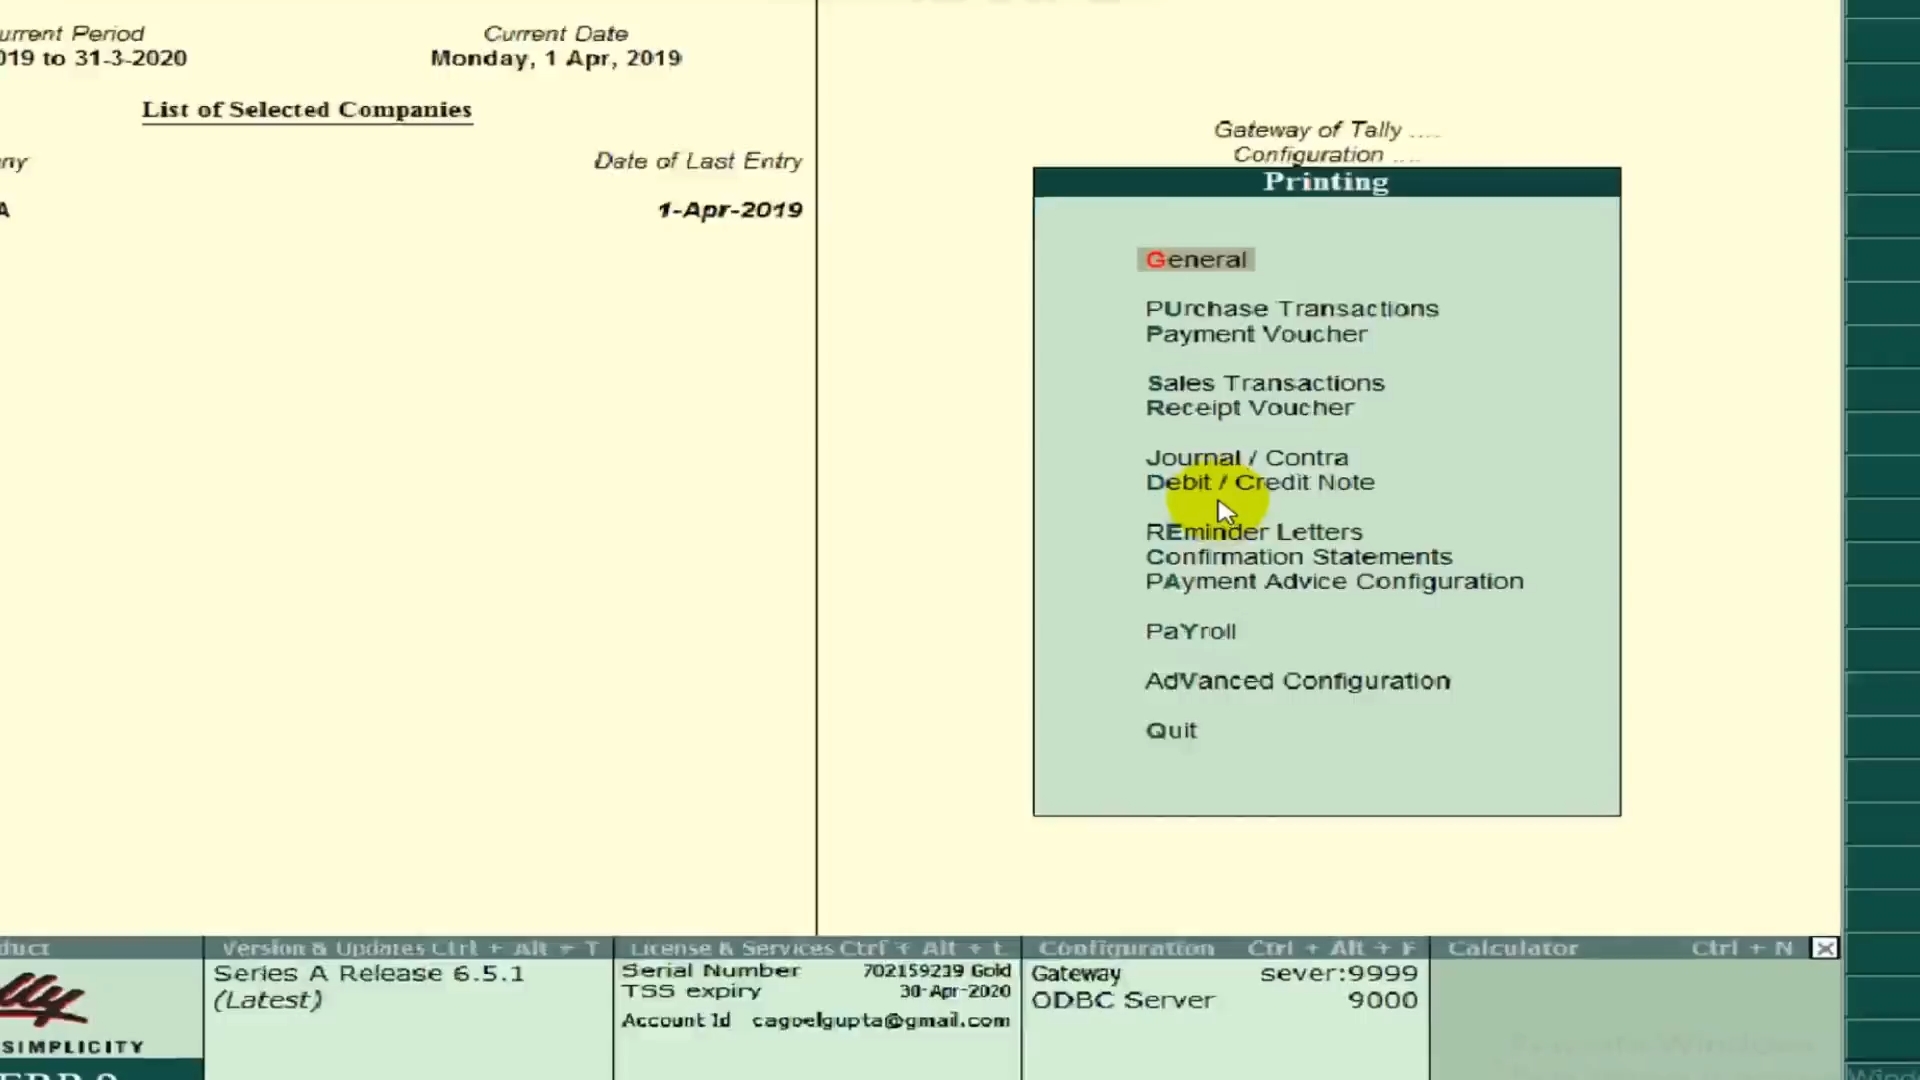 urrent Period
Current Date
019 to 31-3-2020
Monday, 1 Apr, 2019
List of Selected Companies
ny
Date of Last Entry
A
1-Apr-2019
Gateway of Tally ....
Configuration ....
Printing
General
PUrchase Transactions
Payment Voucher
Sales Transactions
Receipt Voucher
Journal / Contra
Debit / Credit Note
REminder Letters
Confirmation Statements
PAyment Advice Configuration
PaYroll
AdVanced Configuration
Quit
duct
SIMPLICITY
Version & Updates Ctrl + Alt + T
Series A Release 6.5.1
(Latest)
License & Services Ctrl + Alt + L
Serial Number 702159239 Gold
TSS expiry 30-Apr-2020
Account Id cagoelgupta@gmail.com
Configuration Ctrl + Alt + F
Gateway sever:9999
ODBC Server 9000
Calculator Ctrl + N